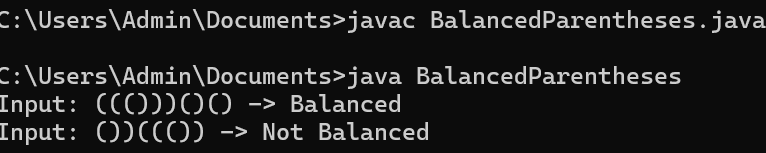 C:\Users\Admin\Documents>javac BalancedParentheses.java
C:\Users\Admin\Documents>java BalancedParentheses
Input: ((()))()() -> Balanced
Input: ())((()) -> Not Balanced